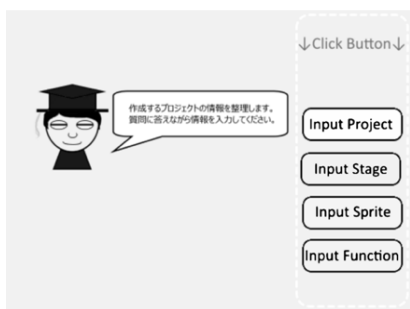 ↓Click Button↓
作成するプロジェクトの情報を整理します。
質問に答えながら情報を入力してください。
Input Project
Input Stage
Input Sprite
Input Function